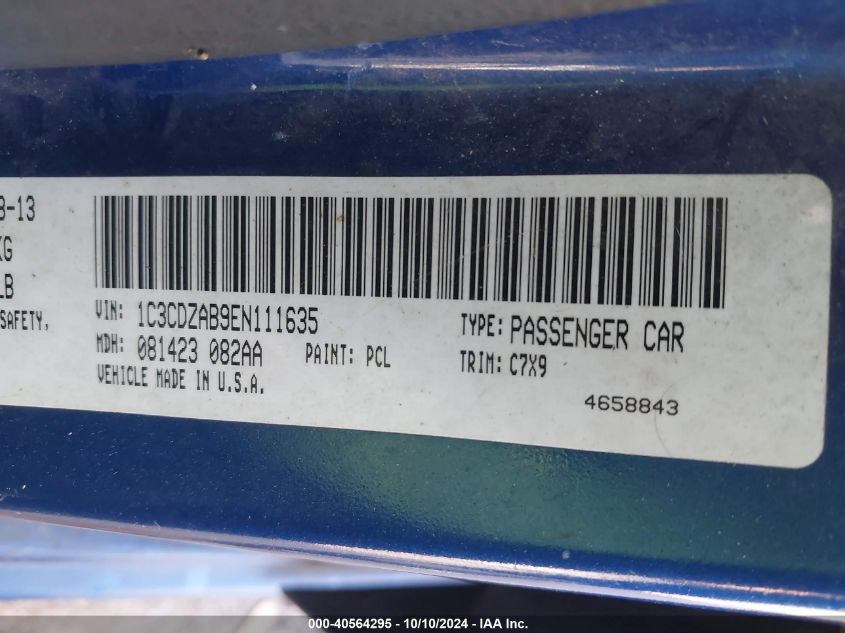 8-13
KG
LB
SAFETY,
VIN: 1C3CDZAB9EN111635
TYPE: PASSENGER CAR
MDH: 081423 082AA
PAINT: PCL
TRIM: C7X9
VEHICLE MADE IN U.S.A.
4658843
000-40564295 - 10/10/2024 - IAA Inc.